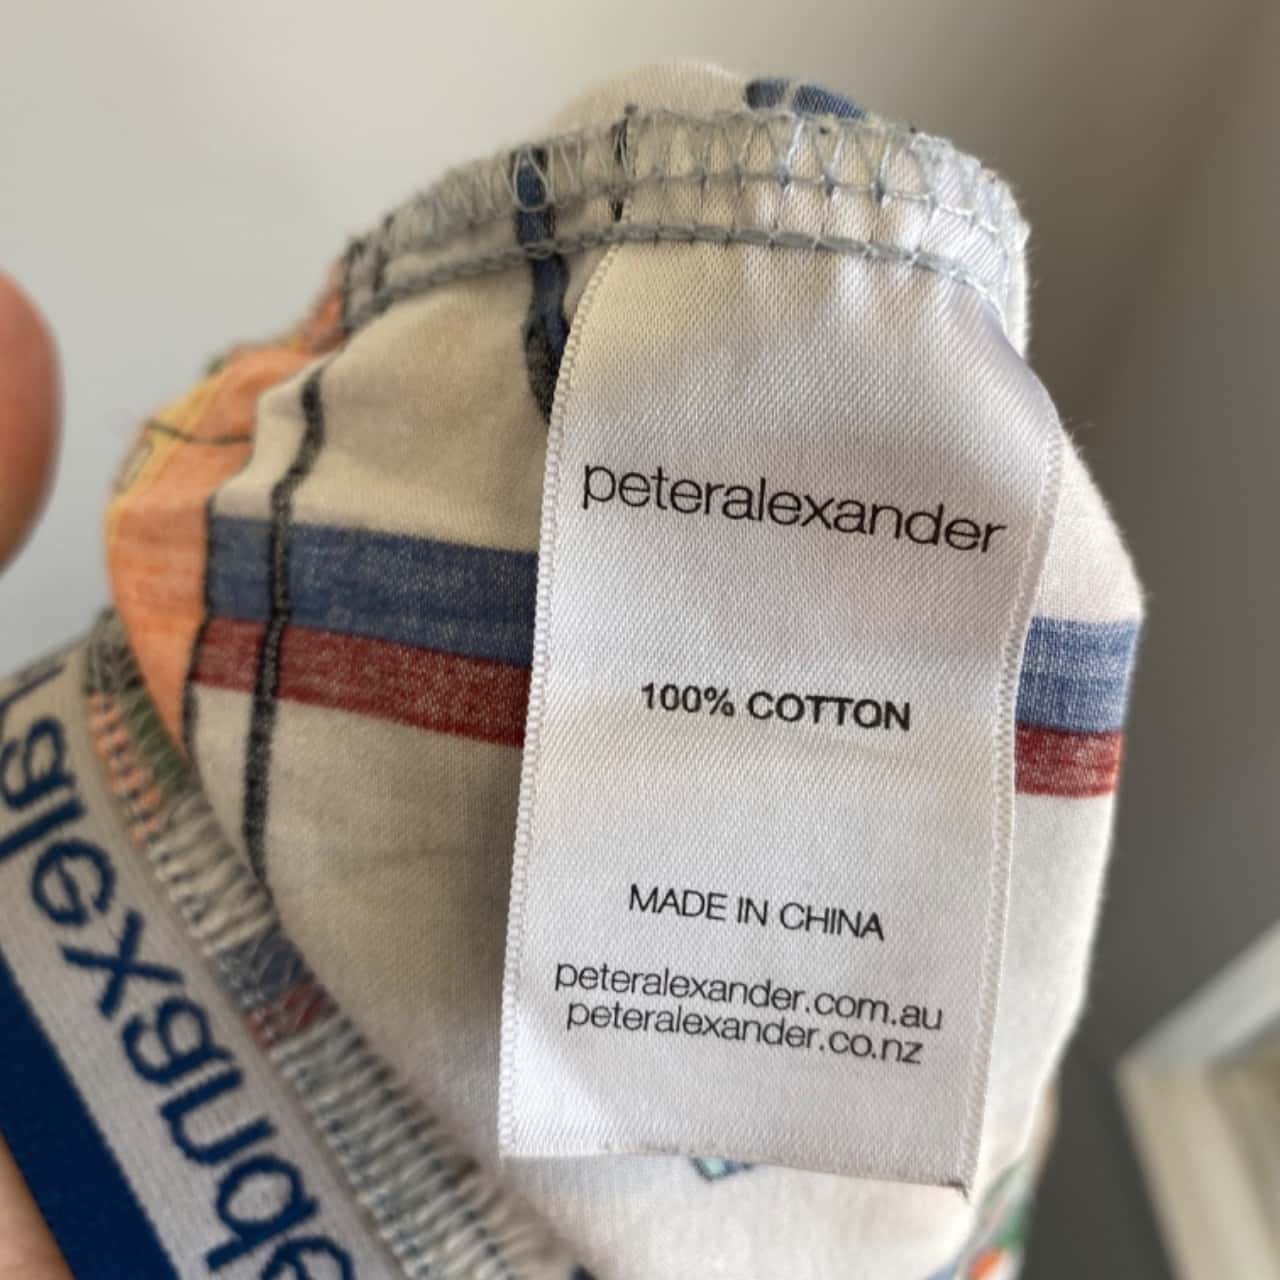 peteralexander
100% COTTON
MADE IN CHINA
peteralexander.com.au
peteralexander.co.nz